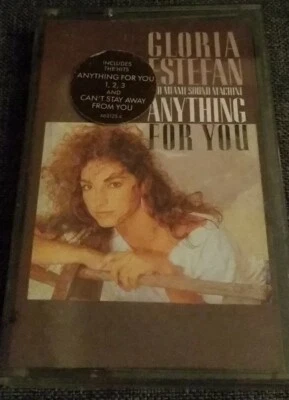 GLORIA
ESTEFAN
MIAMI SOUND MACHINE
ANYTHING
FOR YOU
INCLUDES
THE HITS
ANYTHING FOR YOU
1, 2, 3
AND
CAN'T STAY AWAY
FROM YOU